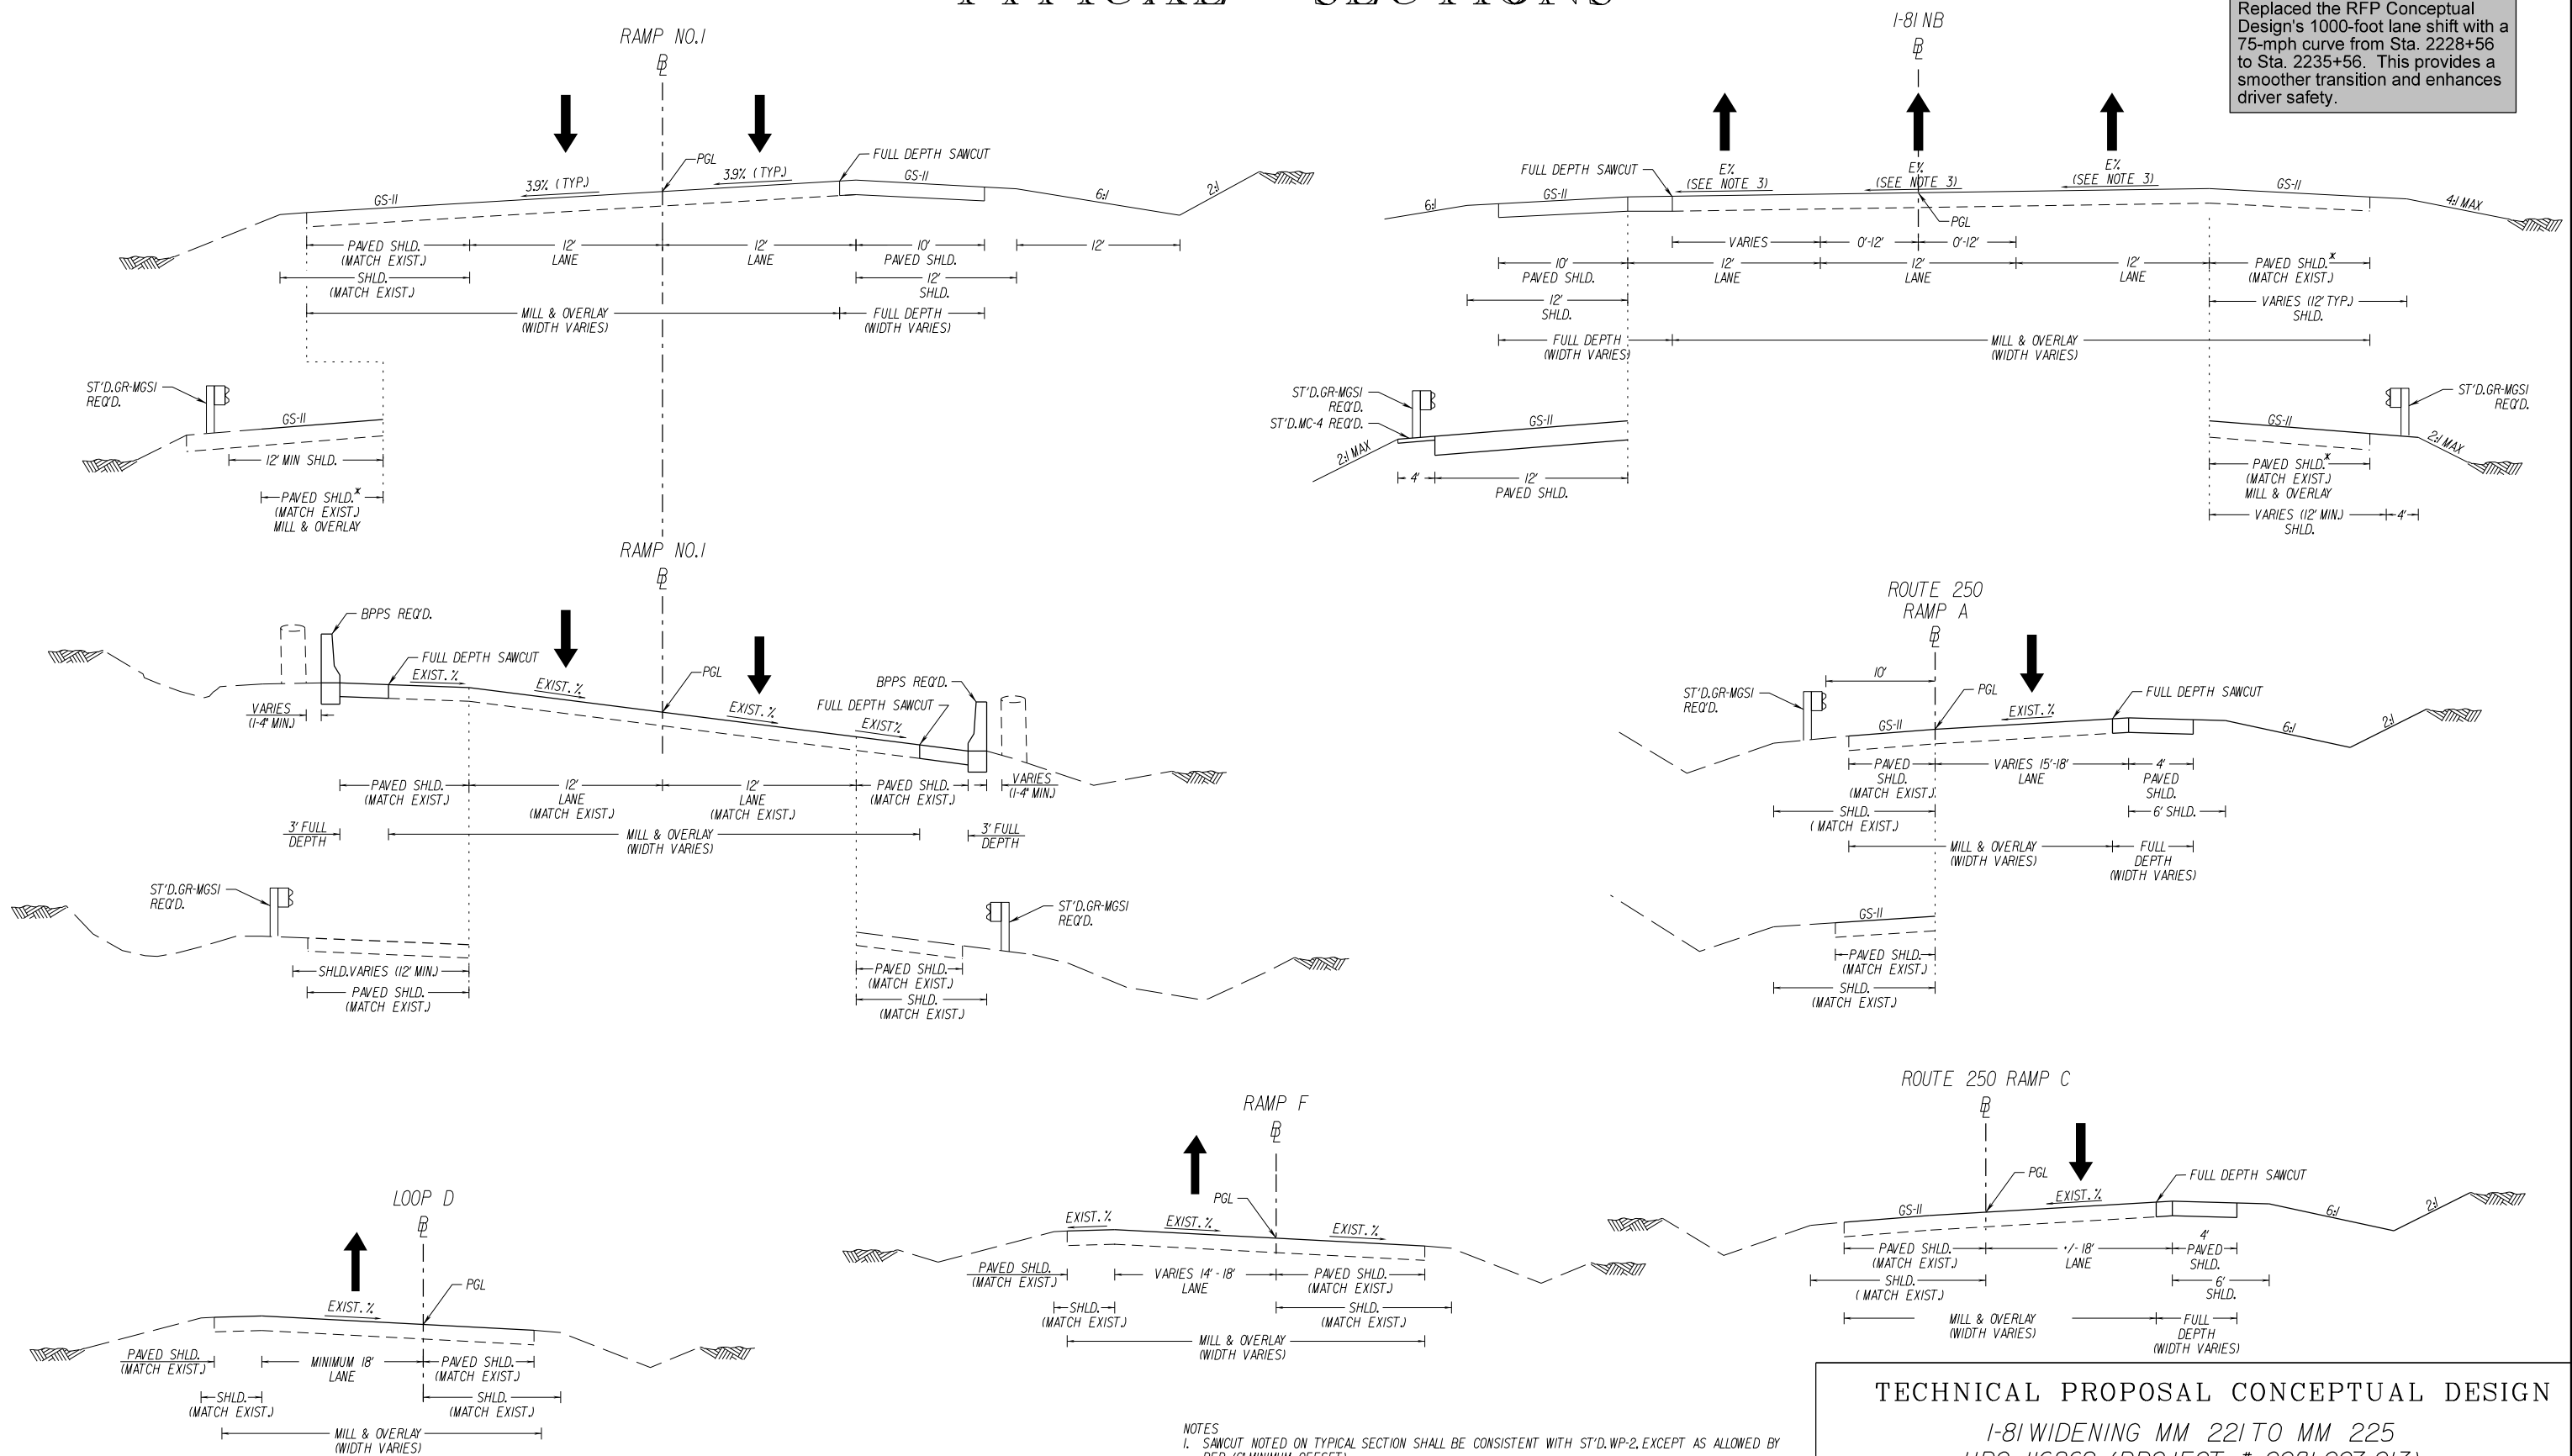 TYPICAL SECTIONS
Replaced the RFP Conceptual
Design's 1000-foot lane shift with a
75-mph curve from Sta. 2228+56
to Sta. 2235+56.  This provides a
smoother transition and enhances
driver safety.
RAMP NO.1
PGL
FULL DEPTH SAWCUT
GS-11
3.9% (TYP.)
3.9% (TYP.)
GS-11
6:1
2:1
PAVED SHLD.
(MATCH EXIST.)
12'
LANE
12'
LANE
10'
PAVED SHLD.
12'
SHLD.
(MATCH EXIST.)
12'
SHLD.
MILL & OVERLAY
(WIDTH VARIES)
FULL DEPTH
(WIDTH VARIES)
ST'D.GR-MGS1
REQ'D.
GS-11
12' MIN SHLD.
PAVED SHLD.*
(MATCH EXIST.)
MILL & OVERLAY
I-81 NB
FULL DEPTH SAWCUT
E%
(SEE NOTE 3)
E%
(SEE NOTE 3)
E%
(SEE NOTE 3)
6:1
GS-11
GS-11
4:1 MAX
PGL
VARIES
0'-12'
0'-12'
10'
PAVED SHLD.
12'
LANE
12'
LANE
12'
LANE
PAVED SHLD.*
(MATCH EXIST.)
12'
SHLD.
VARIES (12' TYP.)
SHLD.
FULL DEPTH
(WIDTH VARIES)
MILL & OVERLAY
(WIDTH VARIES)
ST'D.GR-MGS1
REQ'D.
ST'D.MC-4 REQ'D.
GS-11
2:1 MAX
4'
12'
PAVED SHLD.
ST'D.GR-MGS1
REQ'D.
GS-11
2:1 MAX
PAVED SHLD.*
(MATCH EXIST.)
MILL & OVERLAY
VARIES (12' MIN.)
SHLD.
4'
RAMP NO.1
BPPS REQ'D.
FULL DEPTH SAWCUT
EXIST. %
EXIST. %
PGL
EXIST. %
BPPS REQ'D.
FULL DEPTH SAWCUT
EXIST%
VARIES
(1'-4" MIN.)
VARIES
(1'-4" MIN.)
PAVED SHLD.
(MATCH EXIST.)
12'
LANE
(MATCH EXIST.)
12'
LANE
(MATCH EXIST.)
PAVED SHLD.
(MATCH EXIST.)
3' FULL
DEPTH
MILL & OVERLAY
(WIDTH VARIES)
3' FULL
DEPTH
ST'D.GR-MGS1
REQ'D.
SHLD.VARIES (12' MIN.)
PAVED SHLD.
(MATCH EXIST.)
ST'D.GR-MGS1
REQ'D.
PAVED SHLD.
(MATCH EXIST.)
SHLD.
(MATCH EXIST.)
ROUTE 250
RAMP A
10'
ST'D.GR-MGS1
REQ'D.
PGL
FULL DEPTH SAWCUT
EXIST. %
GS-11
6:1
2:1
PAVED
SHLD.
(MATCH EXIST.)
VARIES 15'-18'
LANE
4'
PAVED
SHLD.
SHLD.
( MATCH EXIST.)
6' SHLD.
MILL & OVERLAY
(WIDTH VARIES)
FULL
DEPTH
(WIDTH VARIES)
GS-11
PAVED SHLD.
(MATCH EXIST.)
SHLD.
(MATCH EXIST.)
LOOP D
PGL
EXIST. %
PAVED SHLD.
(MATCH EXIST.)
MINIMUM 18'
LANE
PAVED SHLD.
(MATCH EXIST.)
SHLD.
(MATCH EXIST.)
SHLD.
(MATCH EXIST.)
MILL & OVERLAY
(WIDTH VARIES)
RAMP F
PGL
EXIST. %
EXIST. %
EXIST. %
PAVED SHLD.
(MATCH EXIST.)
VARIES 14'-18'
LANE
PAVED SHLD.
(MATCH EXIST.)
SHLD.
(MATCH EXIST.)
SHLD.
(MATCH EXIST.)
MILL & OVERLAY
(WIDTH VARIES)
ROUTE 250 RAMP C
PGL
FULL DEPTH SAWCUT
EXIST. %
GS-11
6:1
2:1
PAVED SHLD.
(MATCH EXIST.)
+/- 18'
LANE
4'
PAVED
SHLD.
SHLD.
( MATCH EXIST.)
6'
SHLD.
MILL & OVERLAY
(WIDTH VARIES)
FULL
DEPTH
(WIDTH VARIES)
NOTES
1. SAWCUT NOTED ON TYPICAL SECTION SHALL BE CONSISTENT WITH ST'D. WP-2, EXCEPT AS ALLOWED BY
TECHNICAL PROPOSAL CONCEPTUAL DESIGN
I-81 WIDENING MM 221 TO MM 225